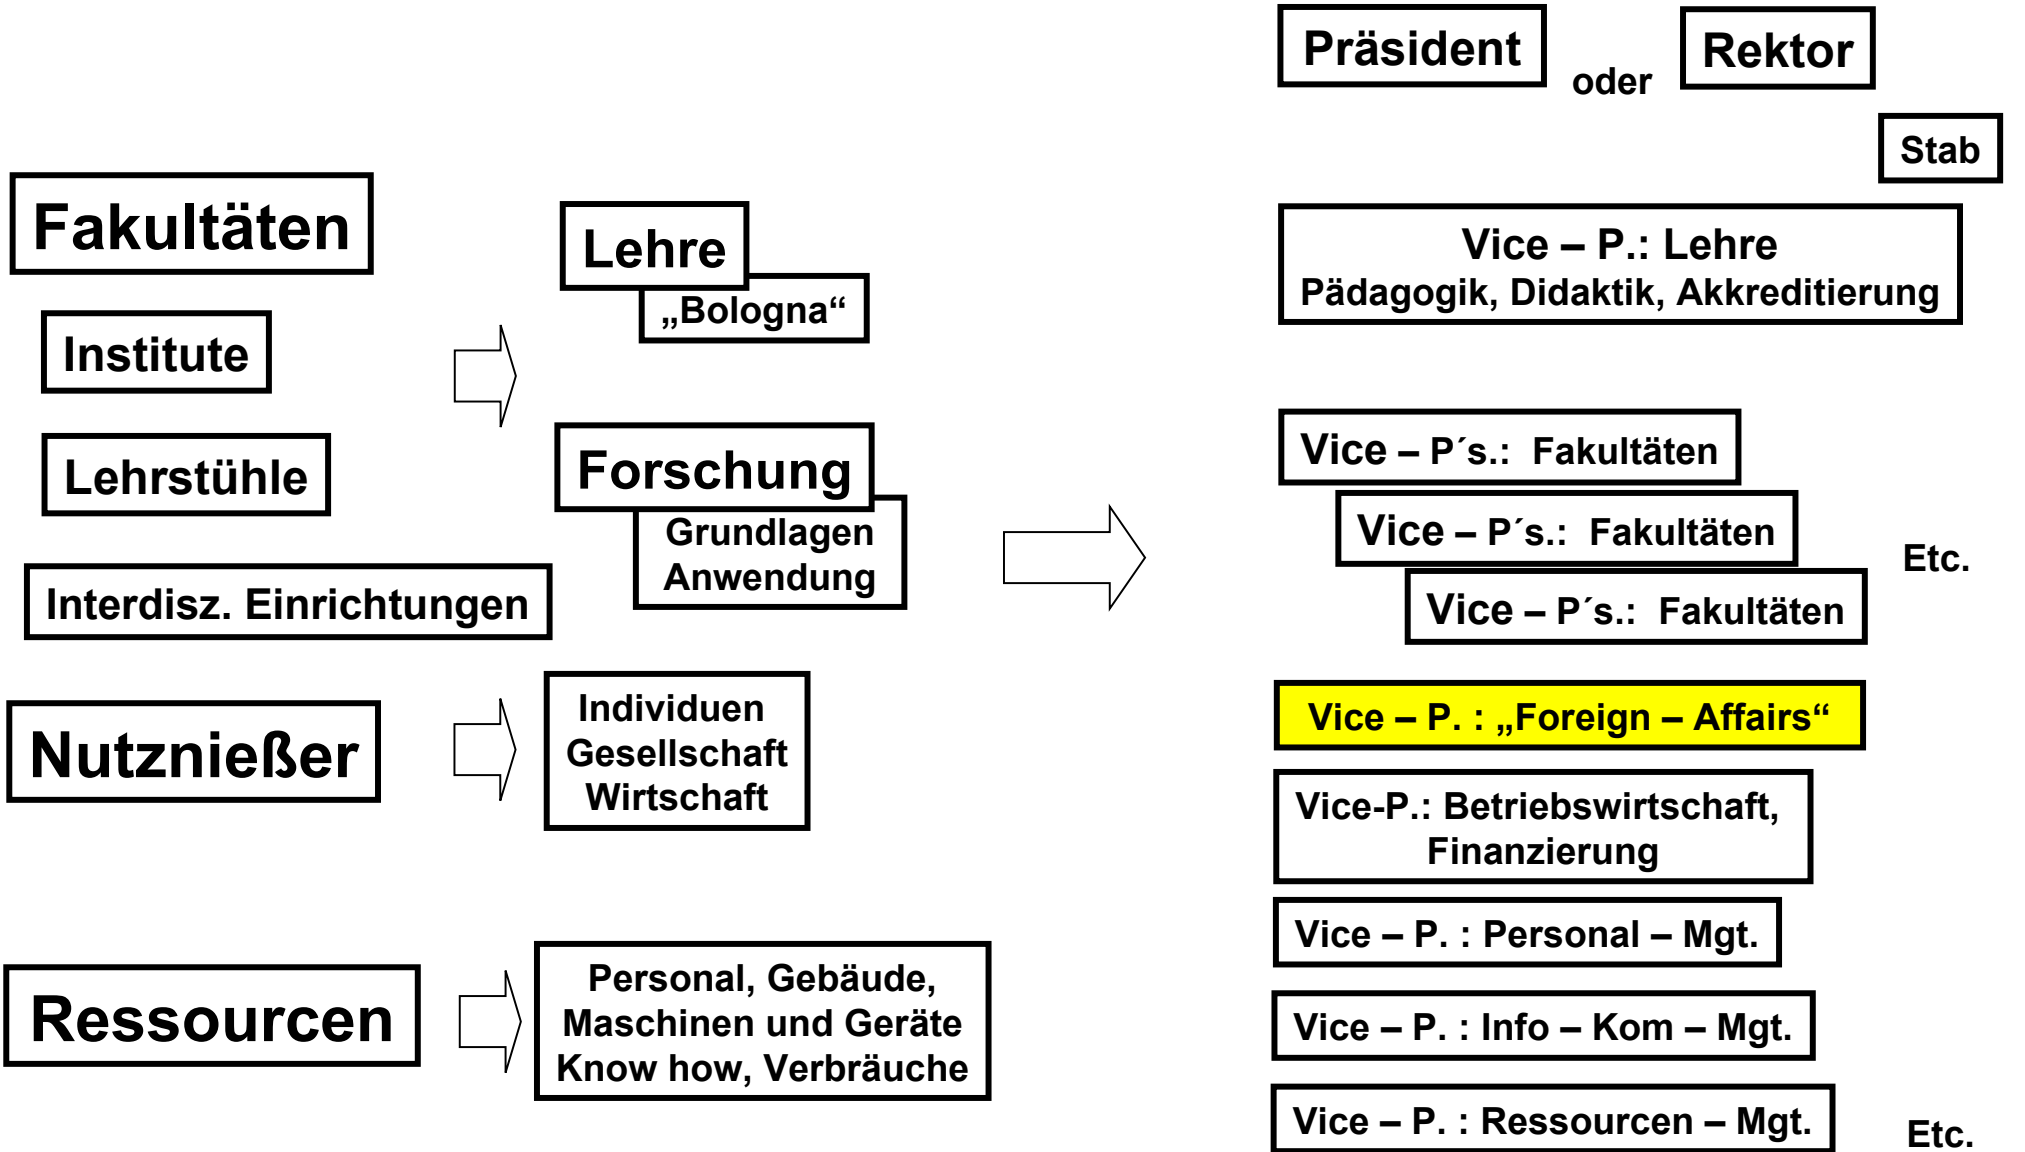 Fakultäten
Institute
Lehrstühle
Interdisz. Einrichtungen
Nutznießer
Ressourcen
Lehre
„Bologna“
Forschung
Grundlagen
Anwendung
Individuen
Gesellschaft
Wirtschaft
Personal, Gebäude,
Maschinen und Geräte
Know how, Verbräuche
Präsident oder Rektor
Stab
Vice – P.: Lehre
Pädagogik, Didaktik, Akkreditierung
Vice – P´s.: Fakultäten
Vice – P´s.: Fakultäten
Vice – P´s.: Fakultäten
Etc.
Vice – P. : „Foreign – Affairs“
Vice-P.: Betriebswirtschaft,
Finanzierung
Vice – P. : Personal – Mgt.
Vice – P. : Info – Kom – Mgt.
Vice – P. : Ressourcen – Mgt.
Etc.